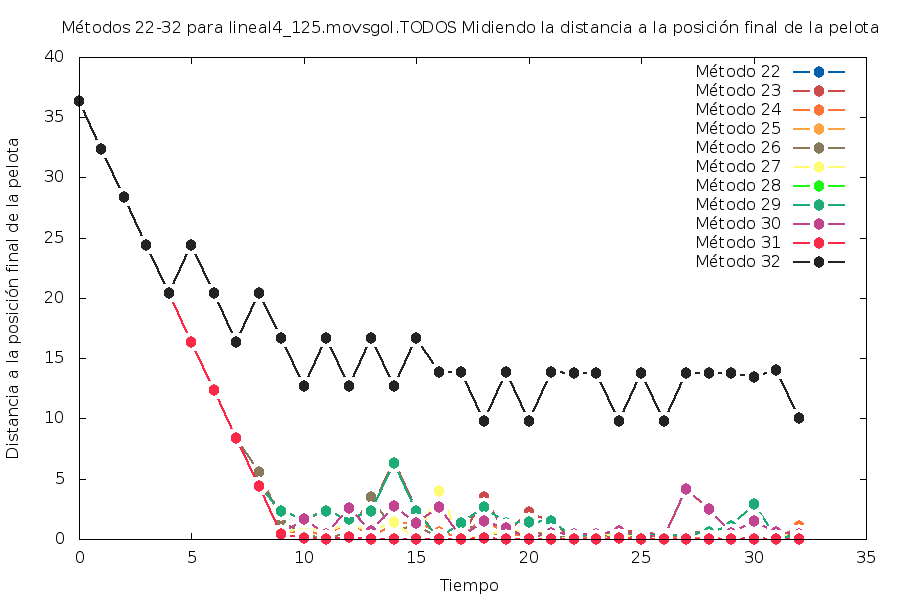 Métodos 22-32 para lineal4_125.movsgol.TODOS Midiendo la distancia a la posición final de la pelota
40
35
30
25
20
15
10
5
0
Distancia a la posición final de la pelota
Método 22
Método 23
Método 24
Método 25
Método 26
Método 27
Método 28
Método 29
Método 30
Método 31
Método 32
0 5 10 15 20 25 30 35
Tiempo